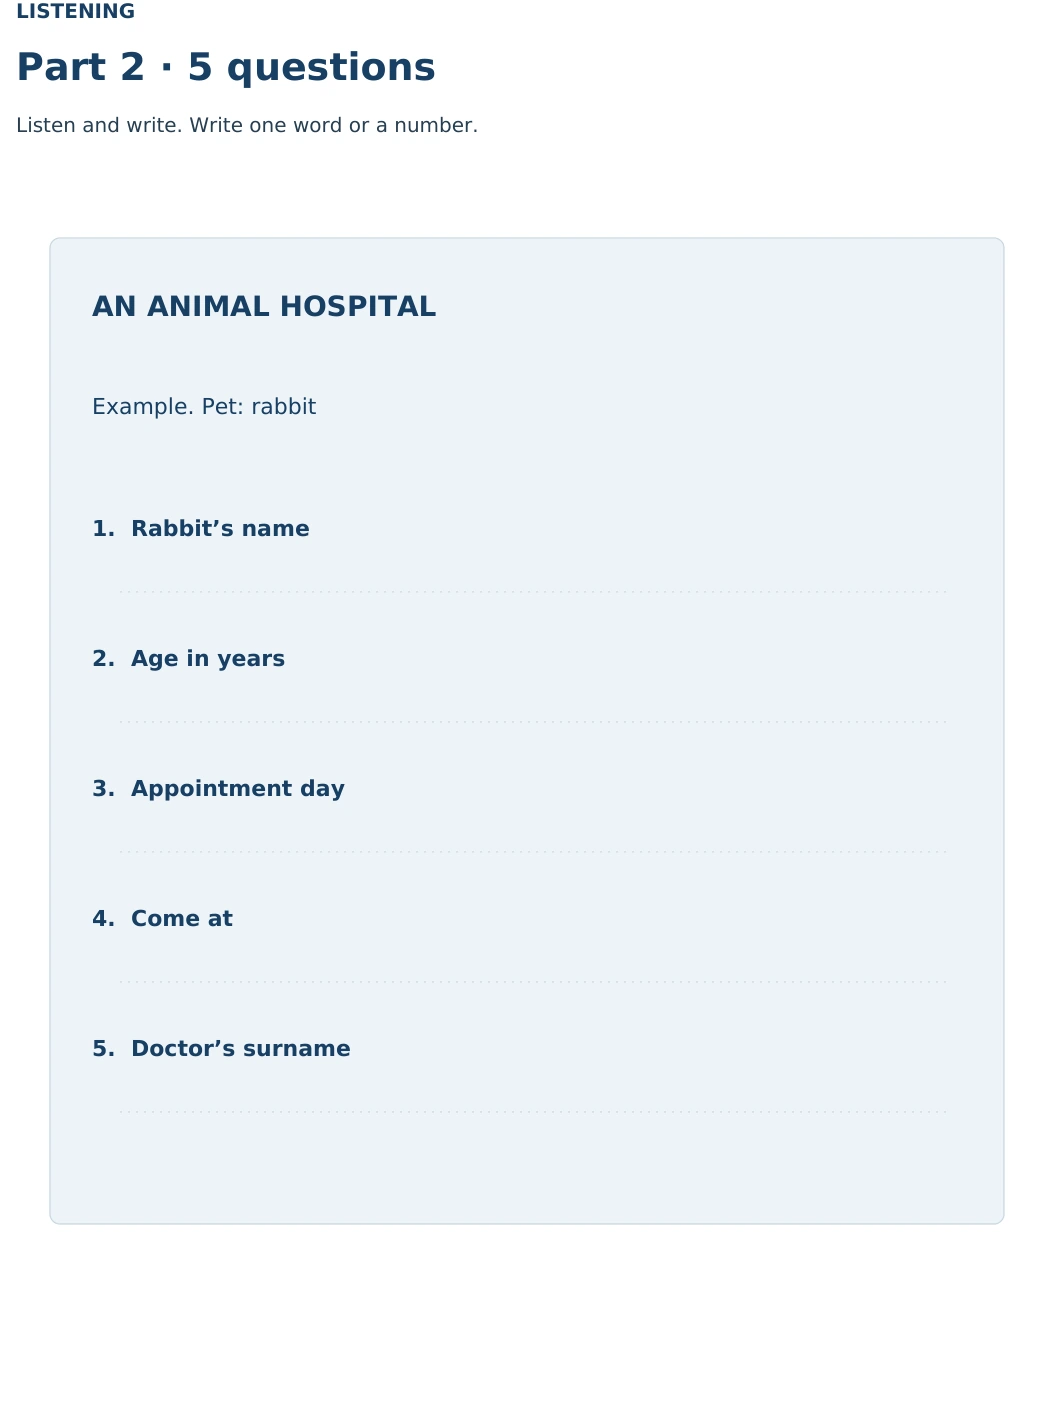 LISTENING
Part 2 · 5 questions
Listen and write. Write one word or a number.
AN ANIMAL HOSPITAL
Example. Pet: rabbit
1. Rabbit’s name
2. Age in years
3. Appointment day
4. Come at
5. Doctor’s surname